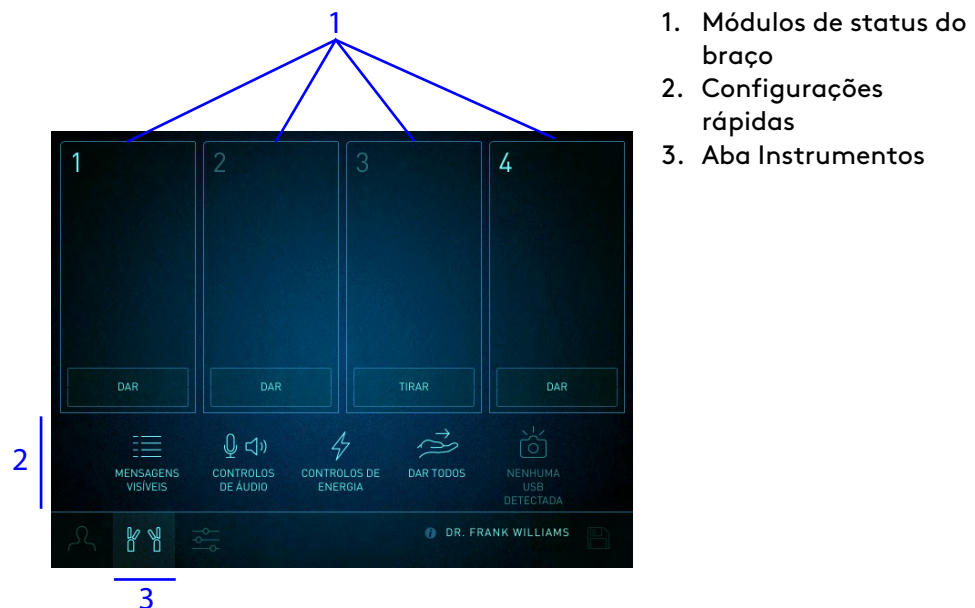 1
1 2 3 4
DAR DAR TIRAR DAR
2
MENSAGENS
VISÍVEIS
CONTROLOS
DE ÁUDIO
CONTROLOS DE
ENERGIA
DAR TODOS
NENHUMA
USB
DETECTADA
DR. FRANK WILLIAMS
3
1. Módulos de status do
braço
2. Configurações
rápidas
3. Aba Instrumentos